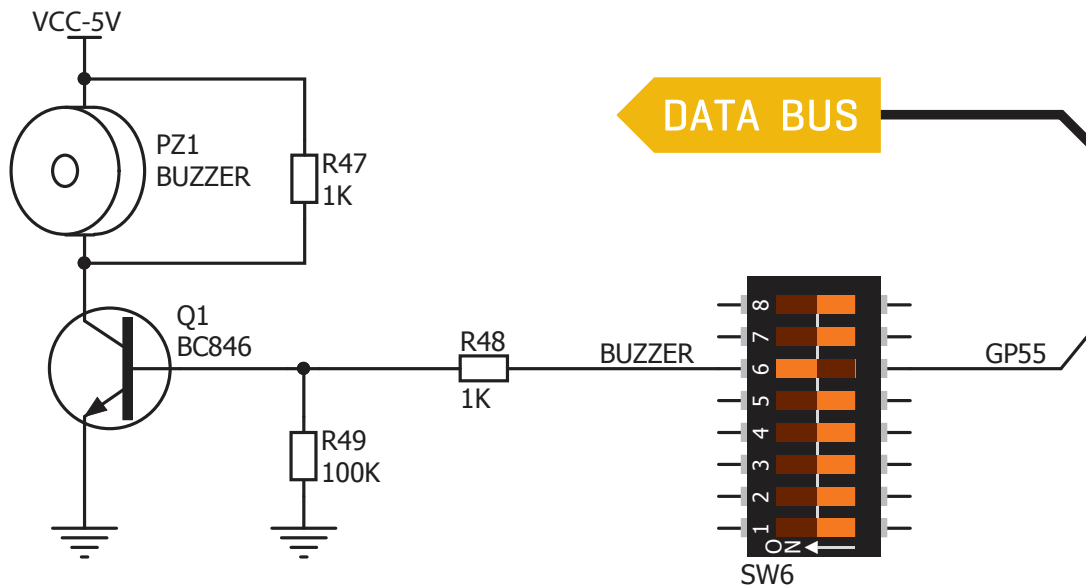 VCC-5V
DATA BUS
PZ1
BUZZER
R47
1K
Q1
BC846
R48
1K
BUZZER
GP55
R49
100K
8
7
6
5
4
3
2
1
ON
SW6